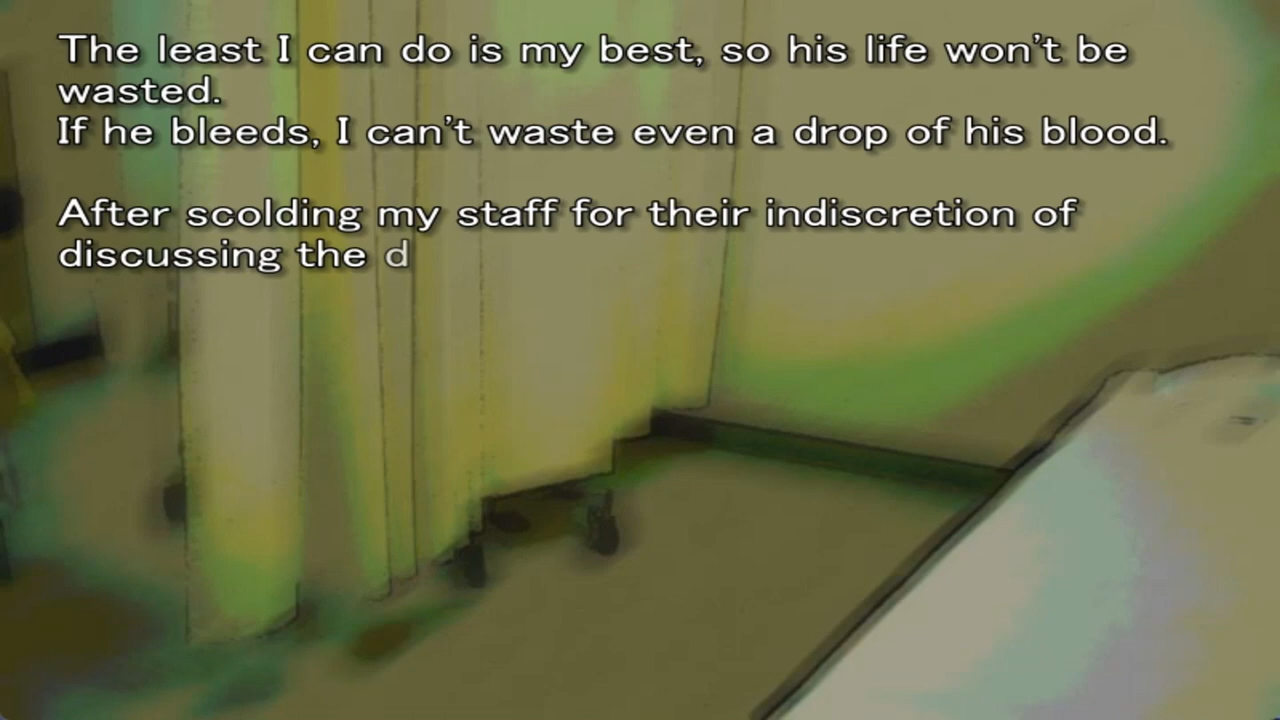 The least I can do is my best, so his life won't be
wasted.
If he bleeds, I can't waste even a drop of his blood.
After scolding my staff for their indiscretion of
discussing the d